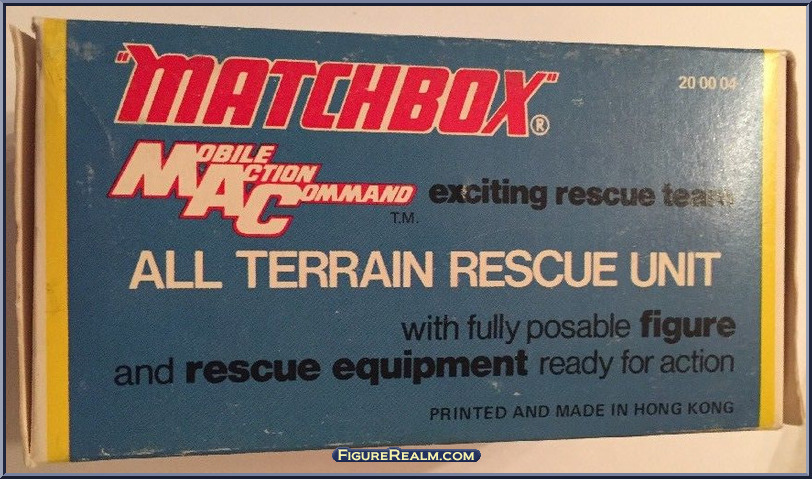 "MATCHBOX"®
20 00 04
MOBILE ACTION COMMAND T.M.
exciting rescue team
ALL TERRAIN RESCUE UNIT
with fully posable figure
and rescue equipment ready for action
PRINTED AND MADE IN HONG KONG
FIGUREREALM.COM